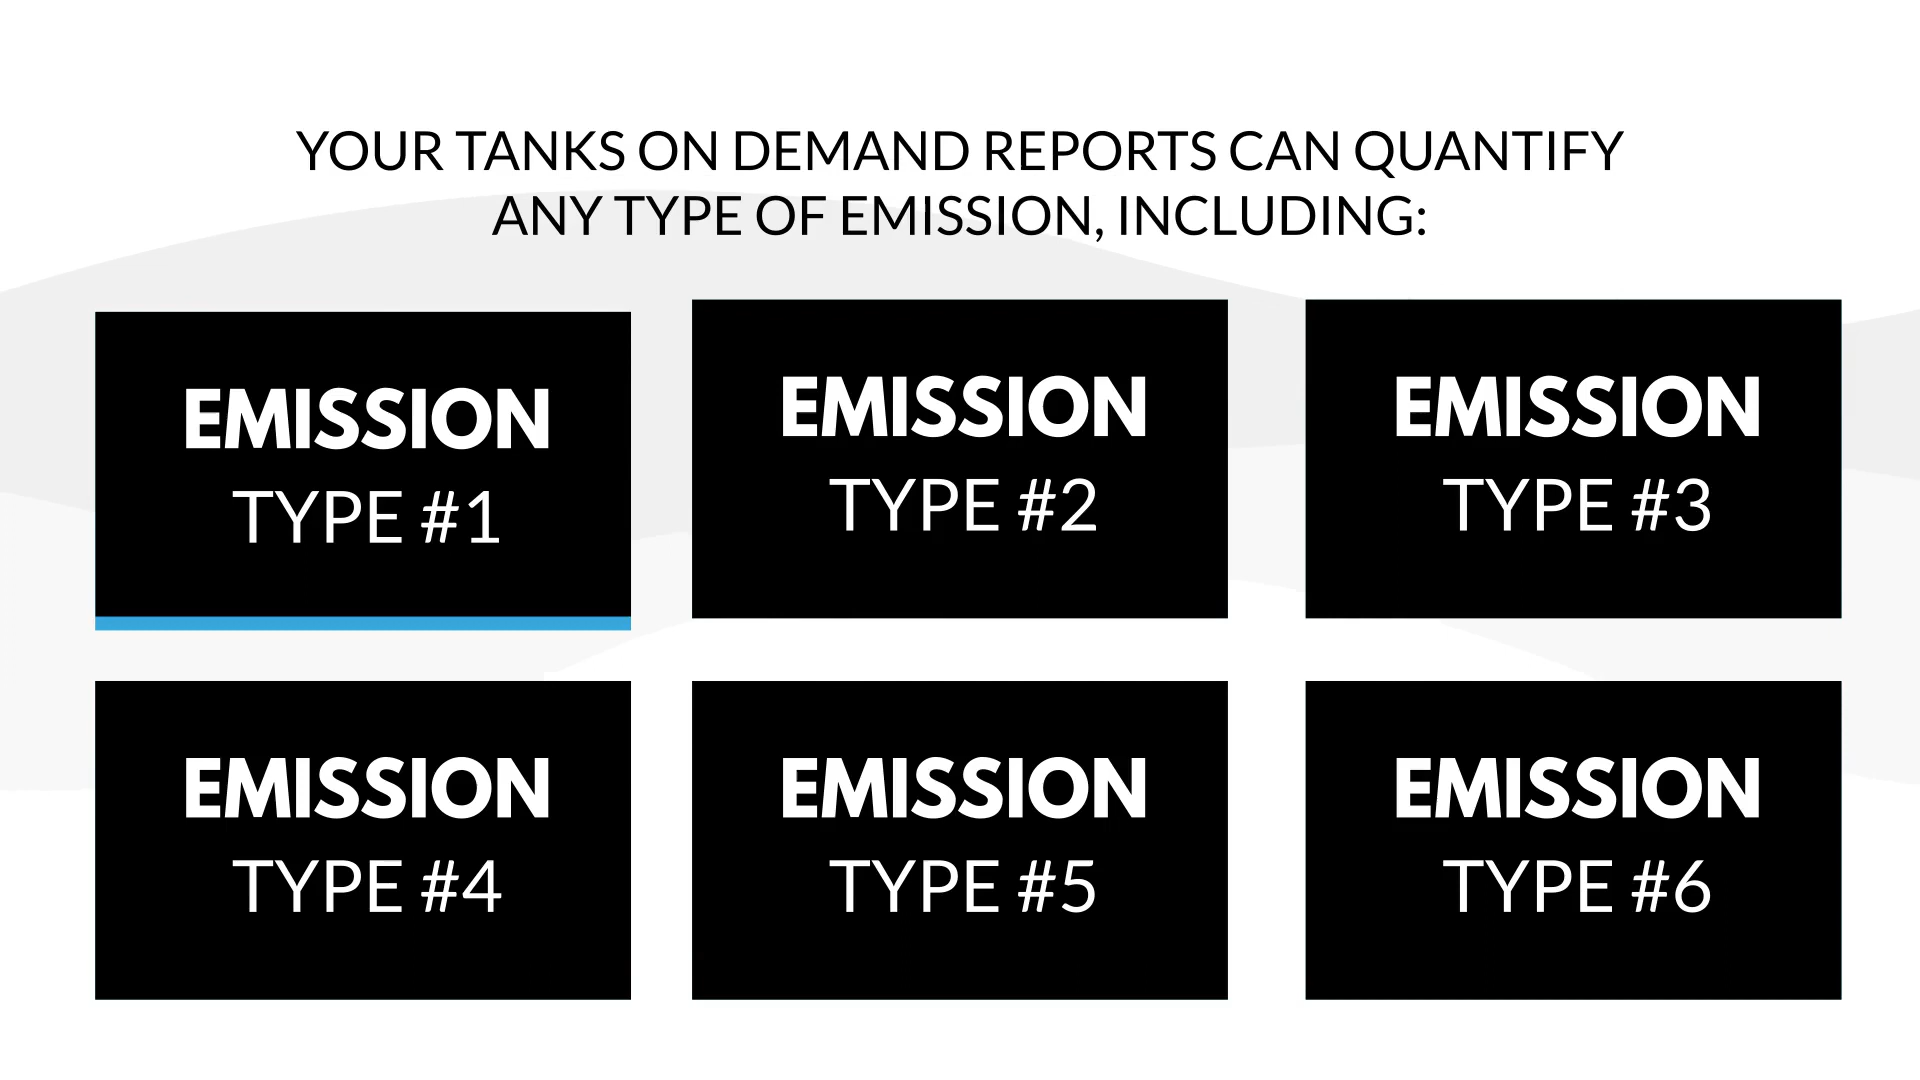 YOUR TANKS ON DEMAND REPORTS CAN QUANTIFY
ANY TYPE OF EMISSION, INCLUDING:
EMISSION
TYPE #1
EMISSION
TYPE #2
EMISSION
TYPE #3
EMISSION
TYPE #4
EMISSION
TYPE #5
EMISSION
TYPE #6